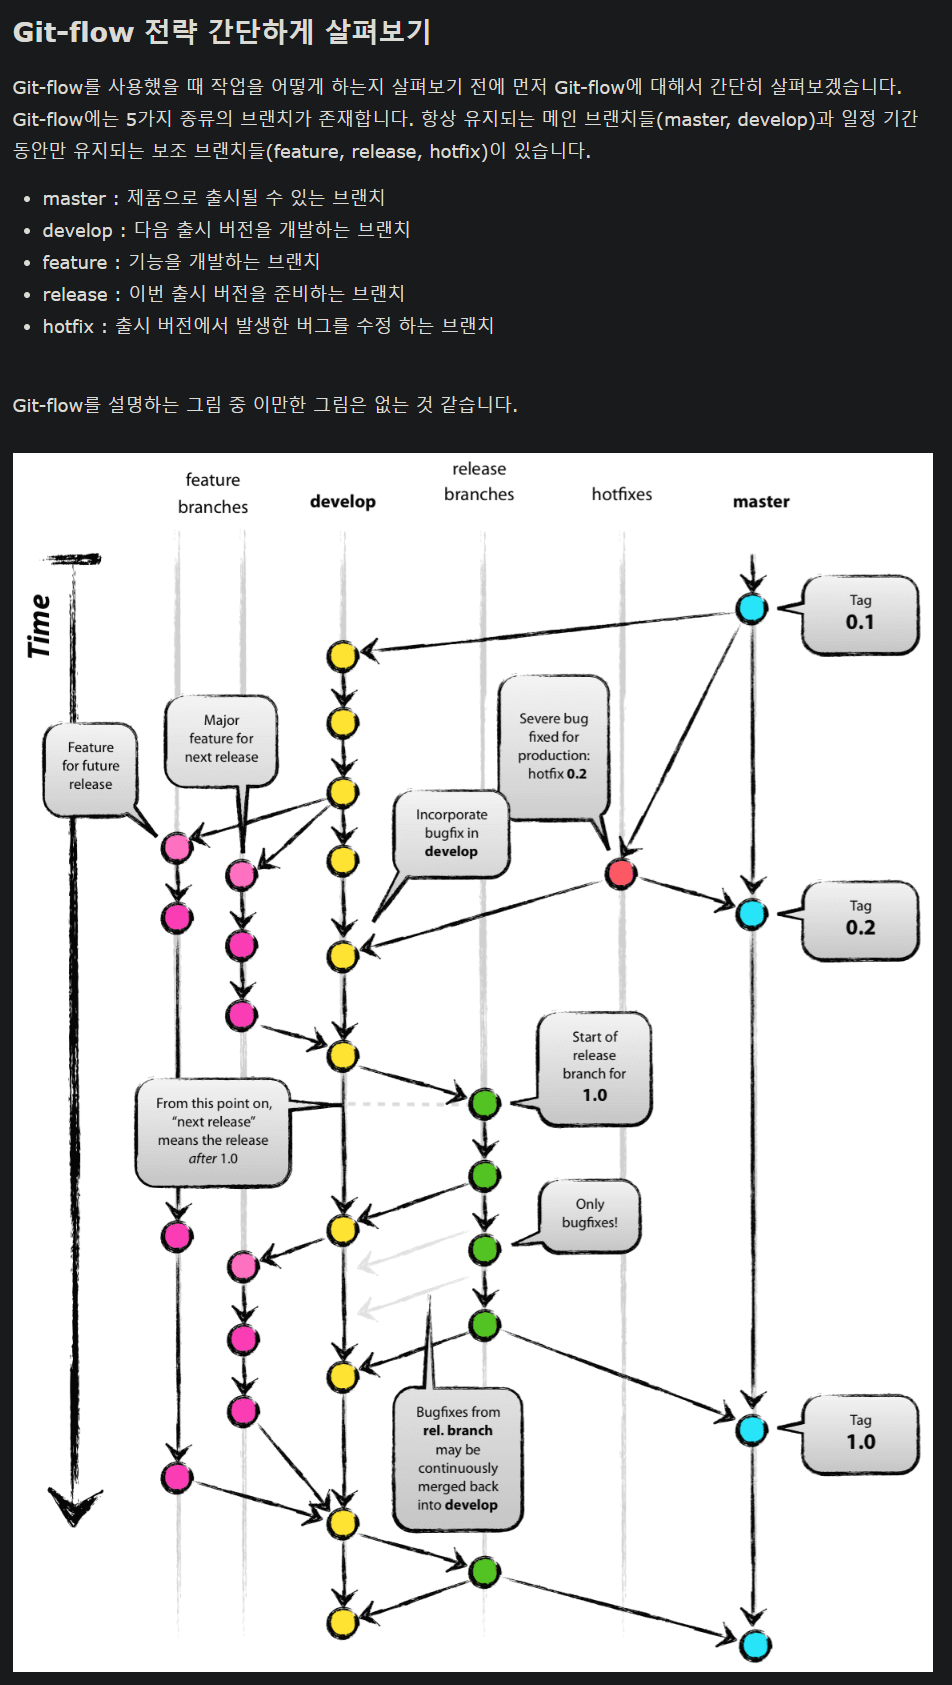 Git-flow 전략 간단하게 살펴보기
Git-flow를 사용했을 때 작업을 어떻게 하는지 살펴보기 전에 먼저 Git-flow에 대해서 간단히 살펴보겠습니다.
Git-flow에는 5가지 종류의 브랜치가 존재합니다. 항상 유지되는 메인 브랜치들(master, develop)과 일정 기간
동안만 유지되는 보조 브랜치들(feature, release, hotfix)이 있습니다.
• master : 제품으로 출시될 수 있는 브랜치
• develop : 다음 출시 버전을 개발하는 브랜치
• feature : 기능을 개발하는 브랜치
• release : 이번 출시 버전을 준비하는 브랜치
• hotfix : 출시 버전에서 발생한 버그를 수정 하는 브랜치
Git-flow를 설명하는 그림 중 이만한 그림은 없는 것 같습니다.
feature
branches
develop
release
branches
hotfixes
master
Time
Tag
0.1
Feature
for future
release
Major
feature for
next release
Severe bug
fixed for
production:
hotfix 0.2
Incorporate
bugfix in
develop
Tag
0.2
Start of
release
branch for
1.0
From this point on,
“next release”
means the release
after 1.0
Only
bugfixes!
Bugfixes from
rel. branch
may be
continuously
merged back
into develop
Tag
1.0